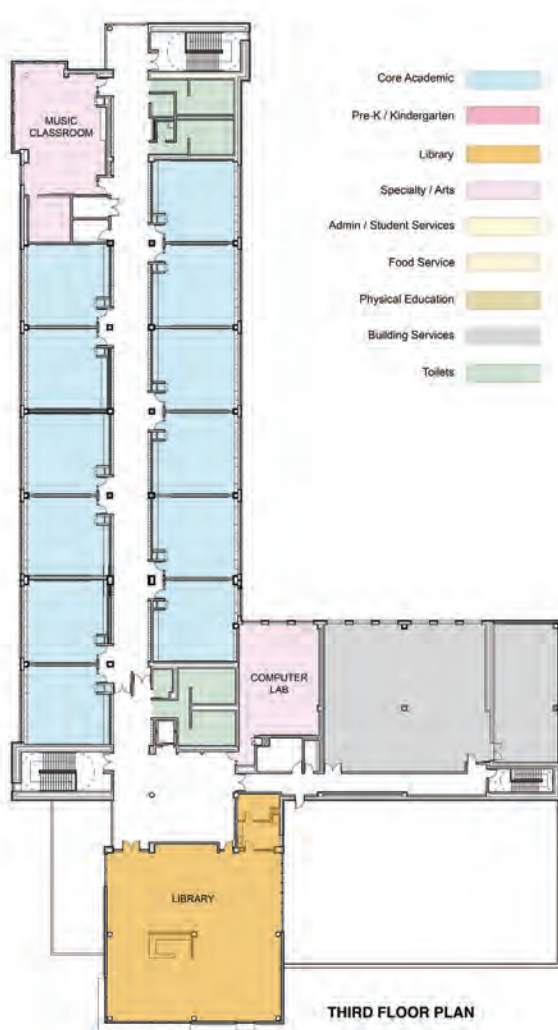 MUSIC
CLASSROOM
Core Academic
Pre-K / Kindergarten
Library
Specialty / Arts
Admin / Student Services
Food Service
Physical Education
Building Services
Toilets
COMPUTER
LAB
LIBRARY
THIRD FLOOR PLAN